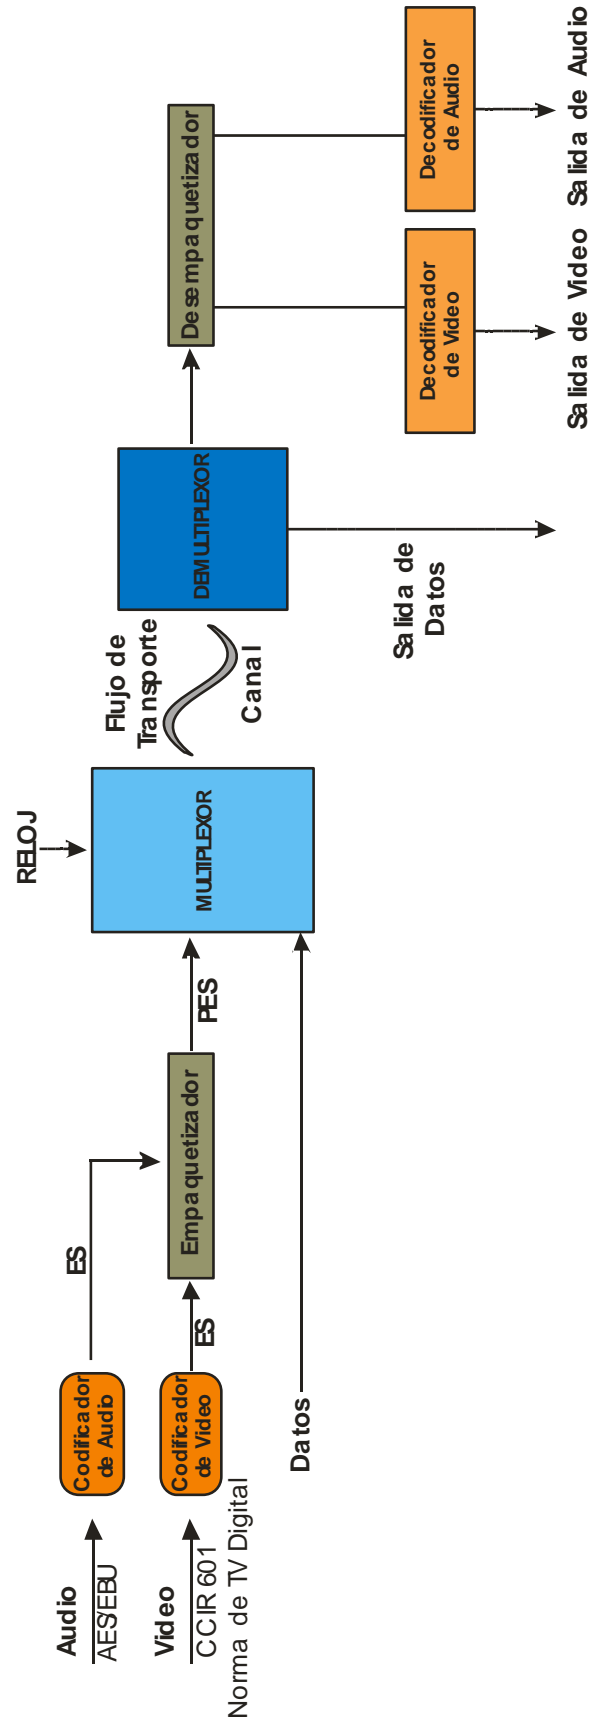 Audio
AES/EBU
Video
CCIR 601
Norma de TV Digital
Codificador
de Audio
Codificador
de Video
Datos
ES
ES
Empaquetizador
PES
RELOJ
MULTIPLEXOR
Flujo de
Transporte
Canal
DEMULTIPLEXOR
Salida de
Datos
Desempaquetizador
Decodificador
de Video
Decodificador
de Audio
Salida de Video
Salida de Audio